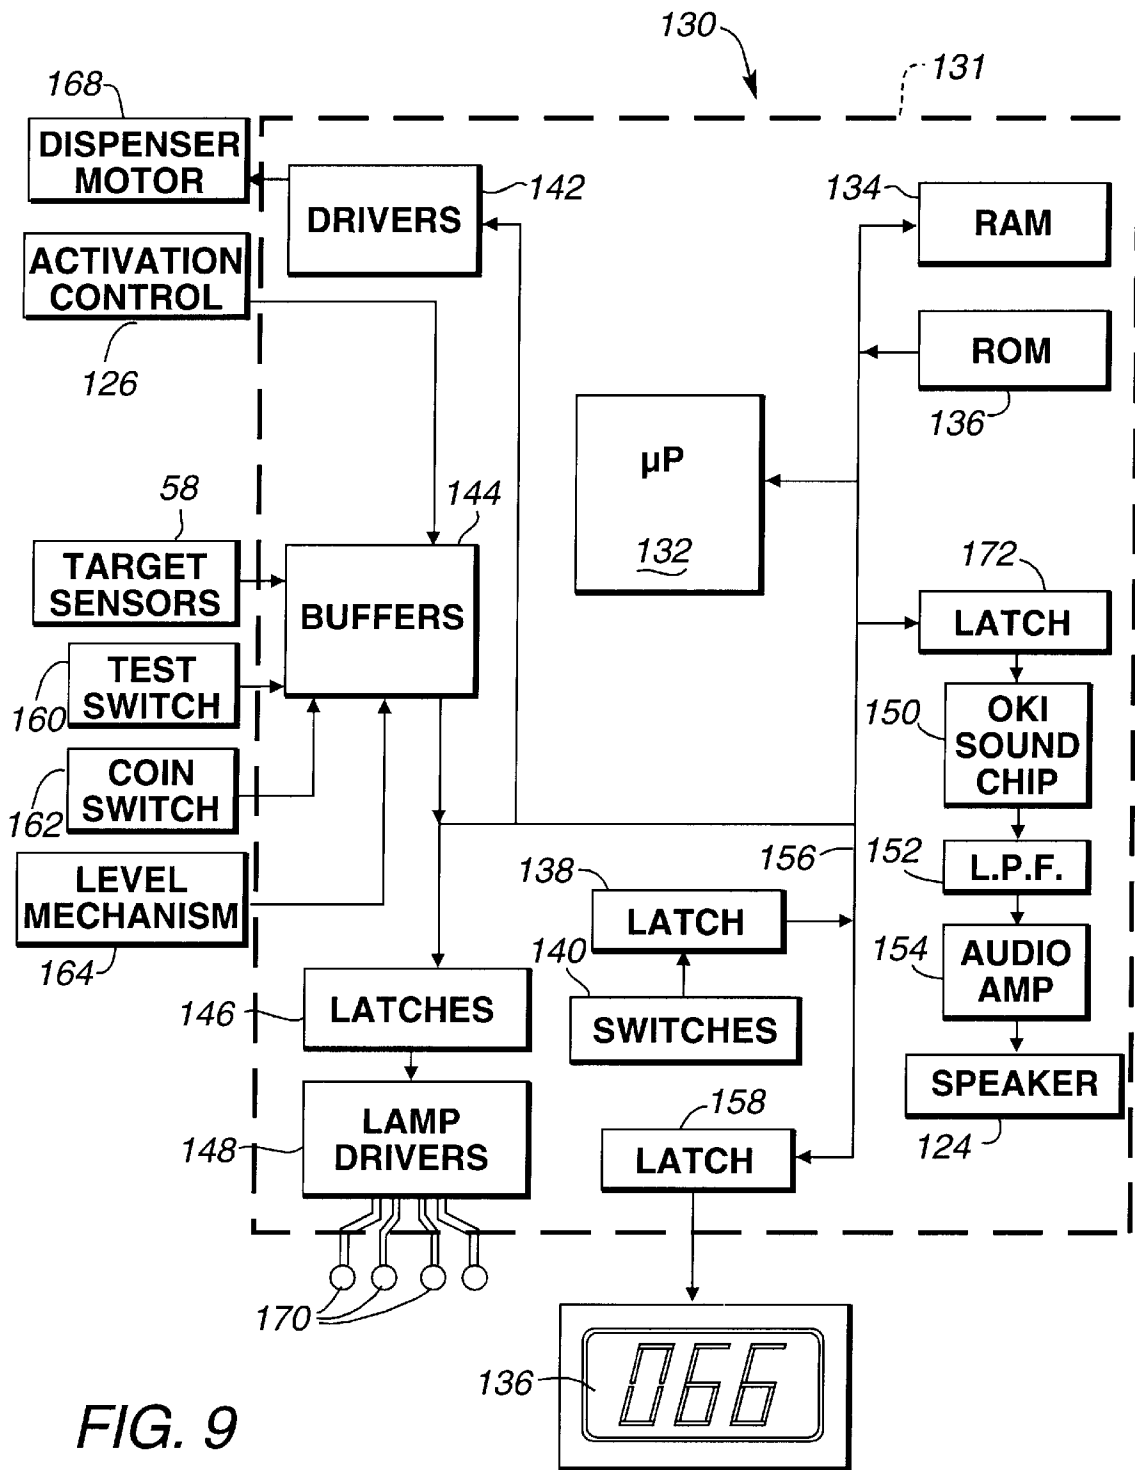 130
131
168
DISPENSER
MOTOR
DRIVERS
142
134
RAM
ACTIVATION
CONTROL
126
ROM
136
µP
132
58
144
TARGET
SENSORS
BUFFERS
172
LATCH
TEST
SWITCH
160
150
OKI
SOUND
CHIP
COIN
SWITCH
162
156
152
L.P.F.
138
LATCH
LEVEL
MECHANISM
164
154
AUDIO
AMP
140
SWITCHES
146
LATCHES
SPEAKER
124
158
LATCH
148
LAMP
DRIVERS
170
136
066
FIG. 9